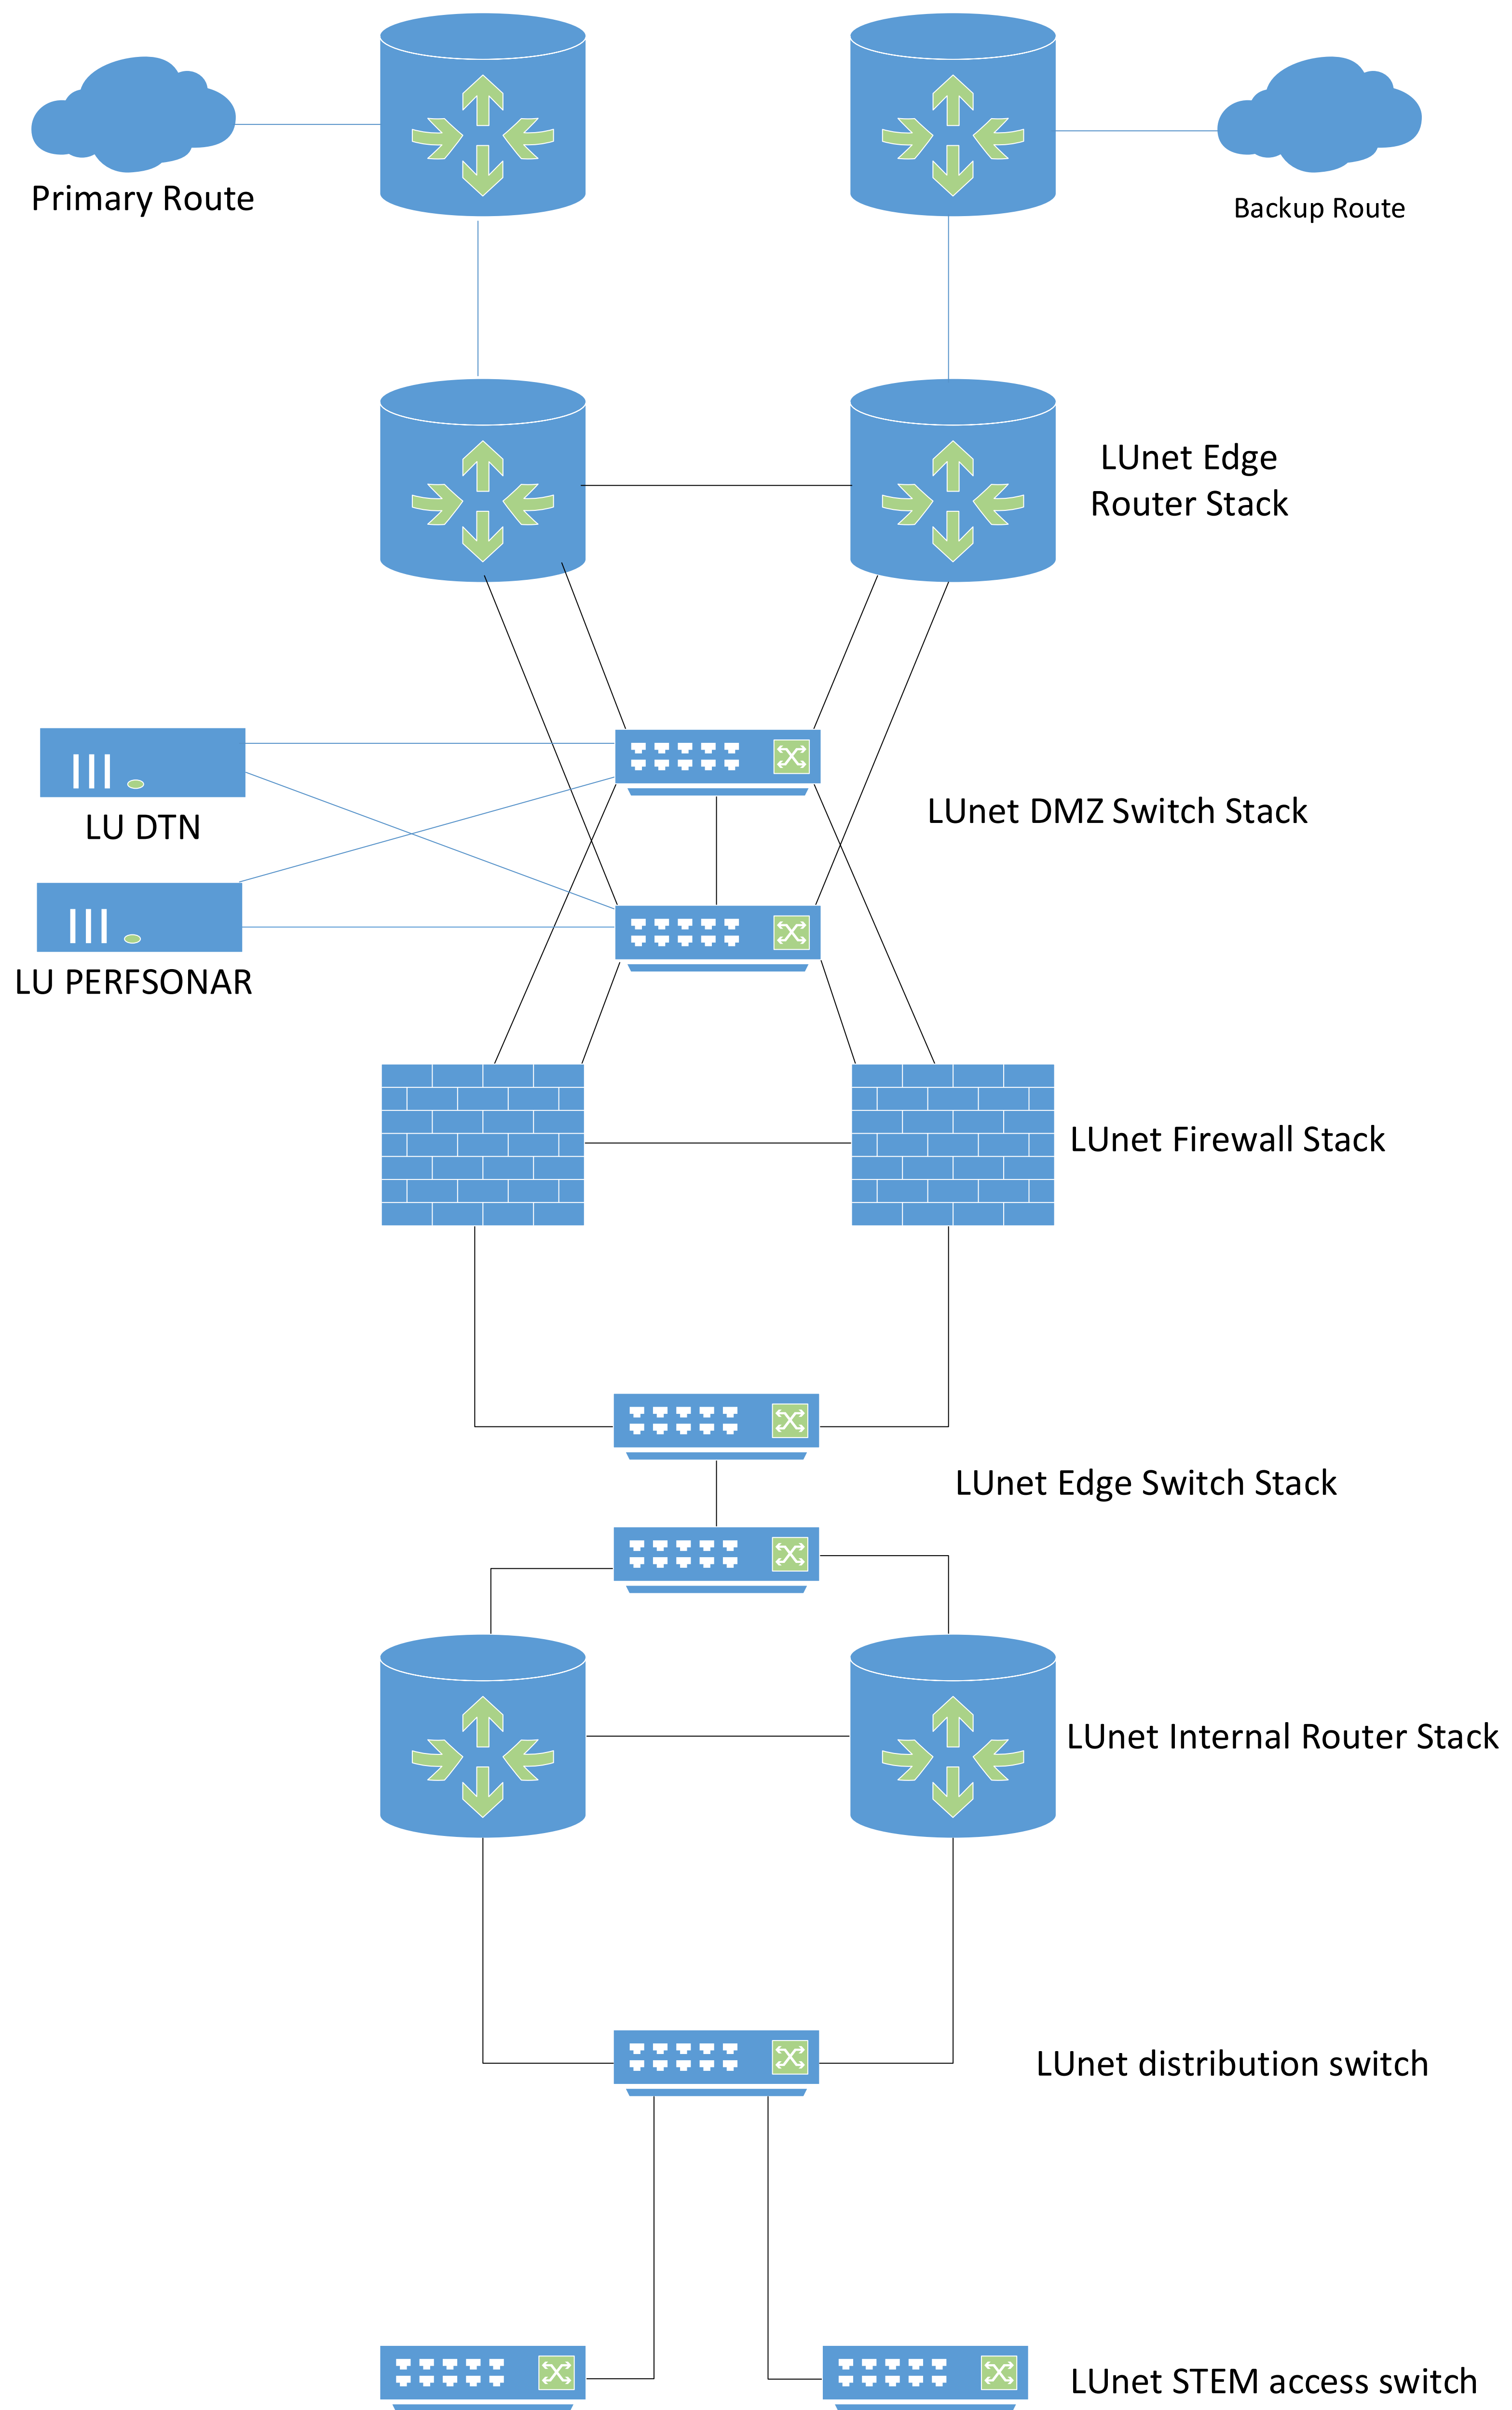 Primary Route
Backup Route
LUnet Edge
Router Stack
LU DTN
LUnet DMZ Switch Stack
LU PERFSONAR
LUnet Firewall Stack
LUnet Edge Switch Stack
LUnet Internal Router Stack
LUnet distribution switch
LUnet STEM access switch